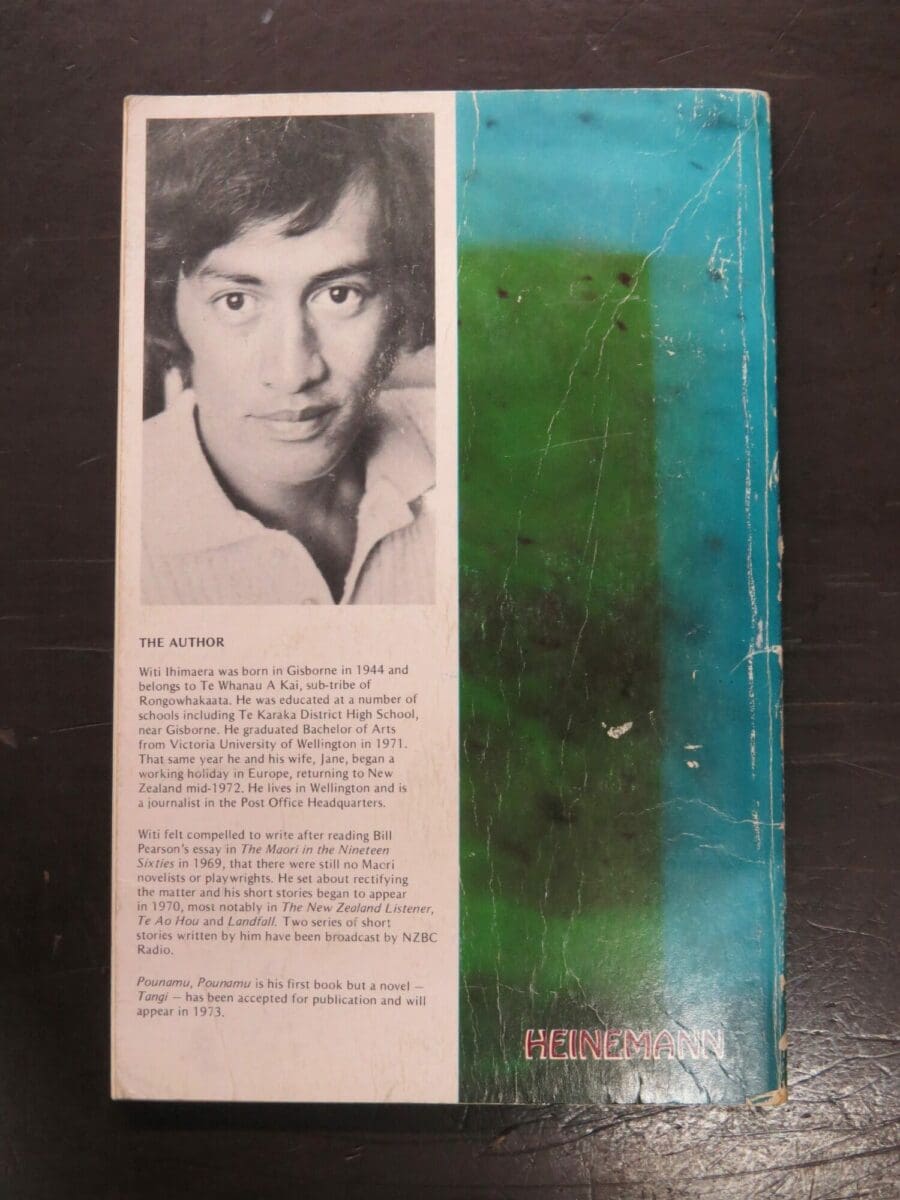 THE AUTHOR
Witi Ihimaera was born in Gisborne in 1944 and
belongs to Te Whanau A Kai, sub-tribe of
Rongowhakaata. He was educated at a number of
schools including Te Karaka District High School,
near Gisborne. He graduated Bachelor of Arts
from Victoria University of Wellington in 1971.
That same year he and his wife, Jane, began a
working holiday in Europe, returning to New
Zealand mid-1972. He lives in Wellington and is
a journalist in the Post Office Headquarters.
Witi felt compelled to write after reading Bill
Pearson's essay in The Maori in the Nineteen
Sixties in 1969, that there were still no Maori
novelists or playwrights. He set about rectifying
the matter and his short stories began to appear
in 1970, most notably in The New Zealand Listener,
Te Ao Hou and Landfall. Two series of short
stories written by him have been broadcast by NZBC
Radio.
Pounamu, Pounamu is his first book but a novel —
Tangi — has been accepted for publication and will
appear in 1973.
HEINEMANN